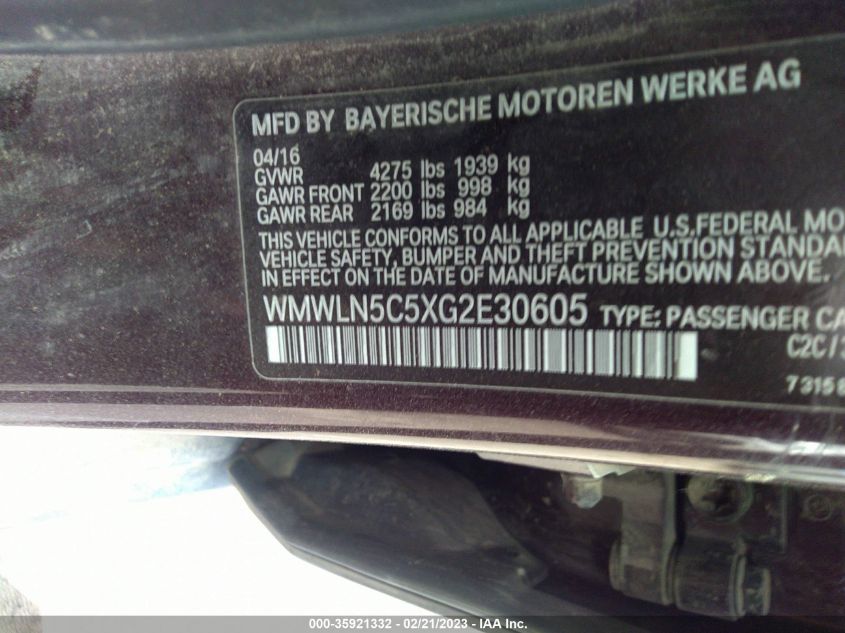 MFD BY BAYERISCHE MOTOREN WERKE AG
04/16
GVWR 4275 lbs 1939 kg
GAWR FRONT 2200 lbs 998 kg
GAWR REAR 2169 lbs 984 kg
THIS VEHICLE CONFORMS TO ALL APPLICABLE U.S.FEDERAL MO
VEHICLE SAFETY, BUMPER AND THEFT PREVENTION STANDA
IN EFFECT ON THE DATE OF MANUFACTURE SHOWN ABOVE.
WMWLN5C5XG2E30605 TYPE: PASSENGER CA
C2C/3
73158
000-35921332 - 02/21/2023 - IAA Inc.